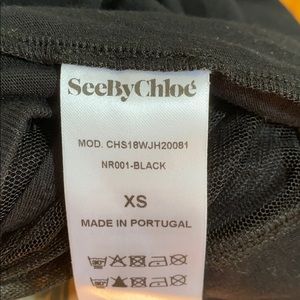 SeeByChloé
MOD. CHS18WJH20081
NR001-BLACK
XS
MADE IN PORTUGAL